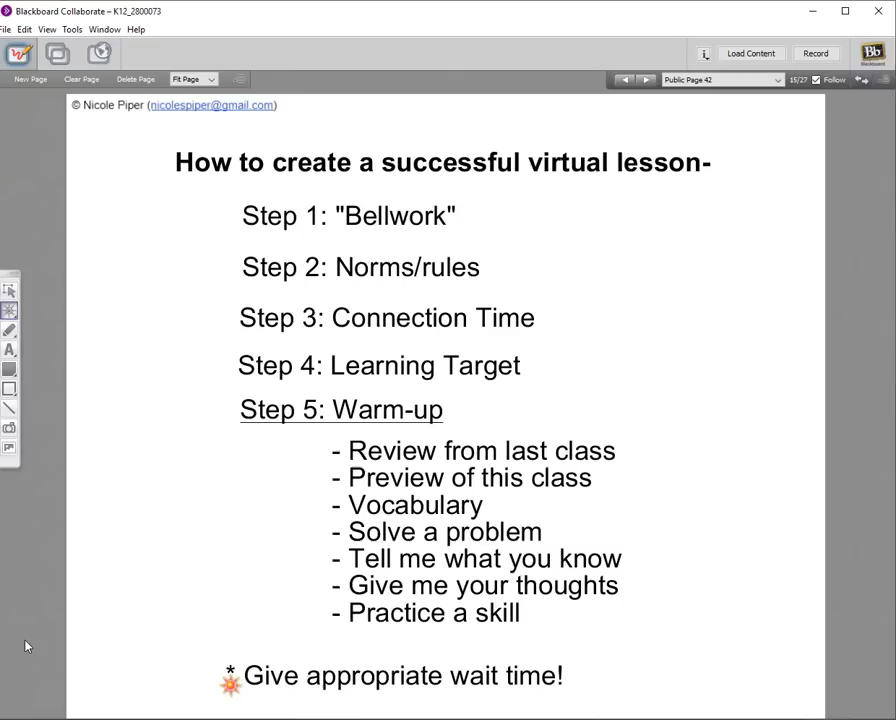 Blackboard Collaborate – K12_2800073
File Edit View Tools Window Help
Load Content Record Bb
Blackboard
New Page Clear Page Delete Page Fit Page Public Page 42 15/27 Follow
© Nicole Piper (nicolespiper@gmail.com)
How to create a successful virtual lesson-
Step 1: "Bellwork"
Step 2: Norms/rules
Step 3: Connection Time
Step 4: Learning Target
Step 5: Warm-up
- Review from last class
- Preview of this class
- Vocabulary
- Solve a problem
- Tell me what you know
- Give me your thoughts
- Practice a skill
* Give appropriate wait time!